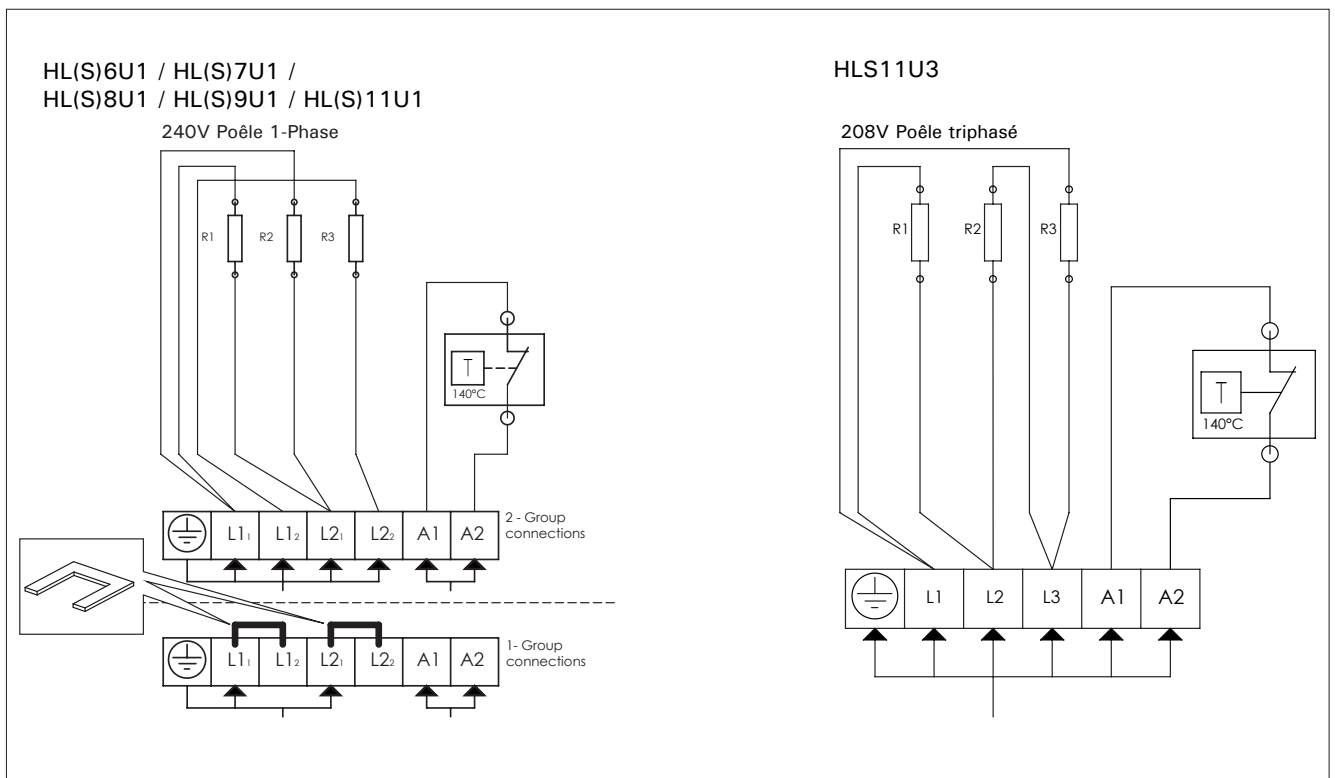 HL(S)6U1 / HL(S)7U1 /
HL(S)8U1 / HL(S)9U1 / HL(S)11U1
240V Poêle 1-Phase
R1 R2 R3
T
140°C
L1₁ L1₂ L2₁ L2₂ A1 A2
2 - Group
connections
L1₁ L1₂ L2₁ L2₂ A1 A2
1- Group
connections
HLS11U3
208V Poêle triphasé
R1 R2 R3
T
140°C
L1 L2 L3 A1 A2